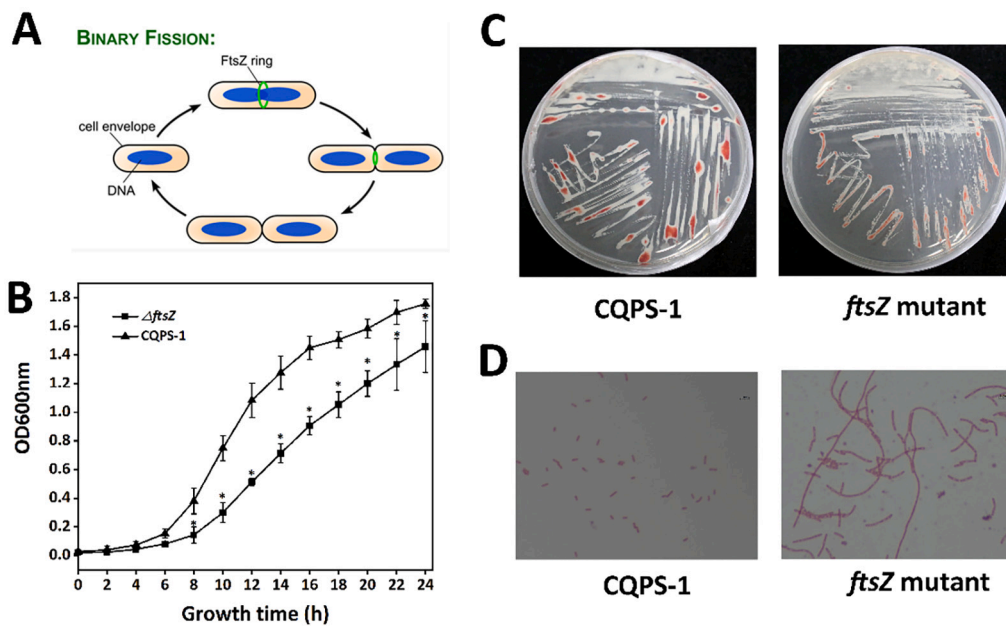 A
BINARY FISSION:
FtsZ ring
cell envelope
DNA
B
1.8
1.6
1.4
1.2
1.0
0.8
0.6
0.4
0.2
0.0
OD600nm
ΔftsZ
CQPS-1
* * * * * * * * *
0 2 4 6 8 10 12 14 16 18 20 22 24
Growth time (h)
C
CQPS-1
ftsZ mutant
D
CQPS-1
ftsZ mutant